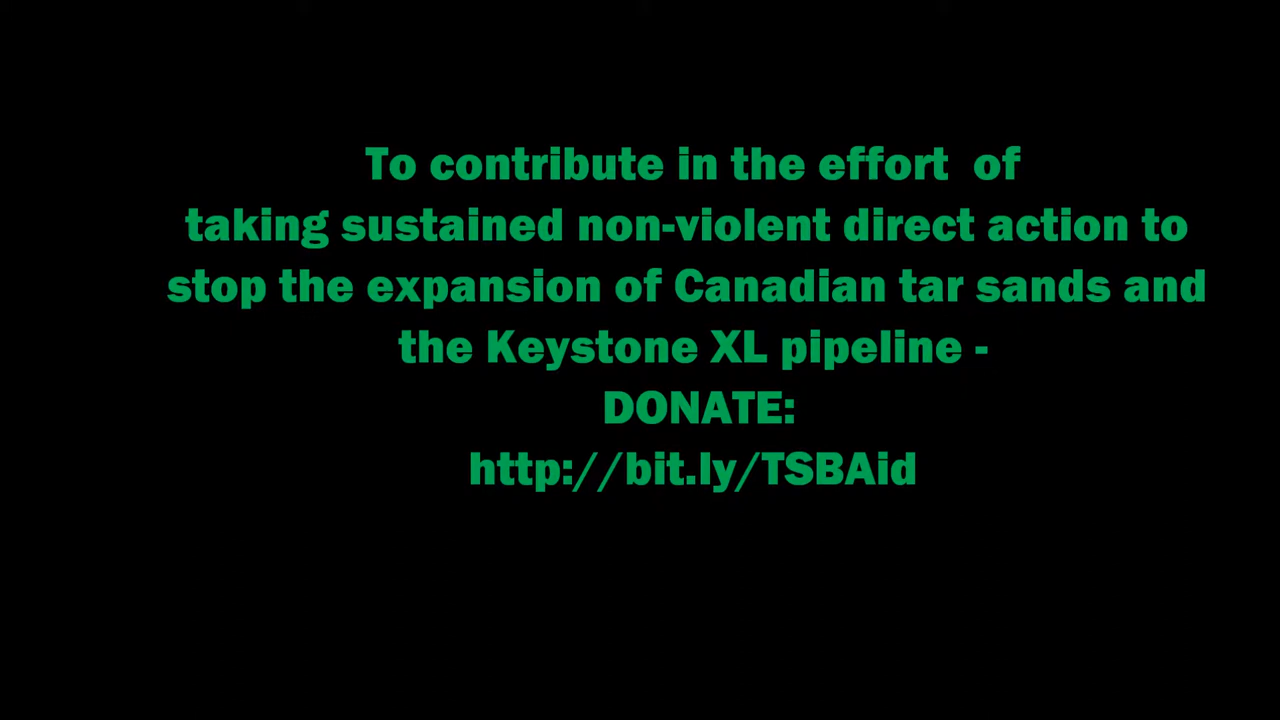 To contribute in the effort  of
taking sustained non-violent direct action to
stop the expansion of Canadian tar sands and
the Keystone XL pipeline -
DONATE:
http://bit.ly/TSBAid